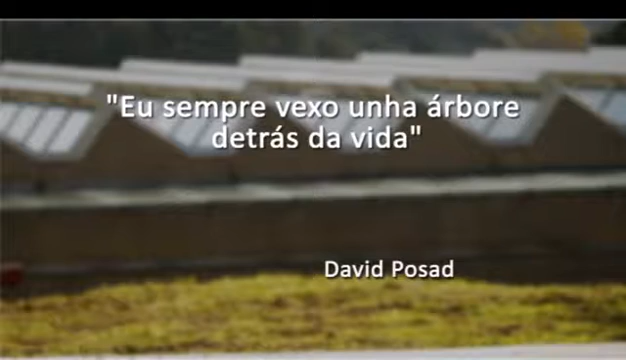 "Eu sempre vexo unha árbore
detrás da vida"
David Posad